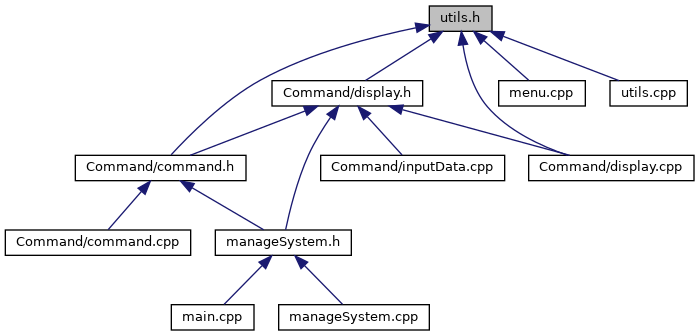 utils.h
Command/display.h
menu.cpp
utils.cpp
Command/command.h
Command/inputData.cpp
Command/display.cpp
Command/command.cpp
manageSystem.h
main.cpp
manageSystem.cpp